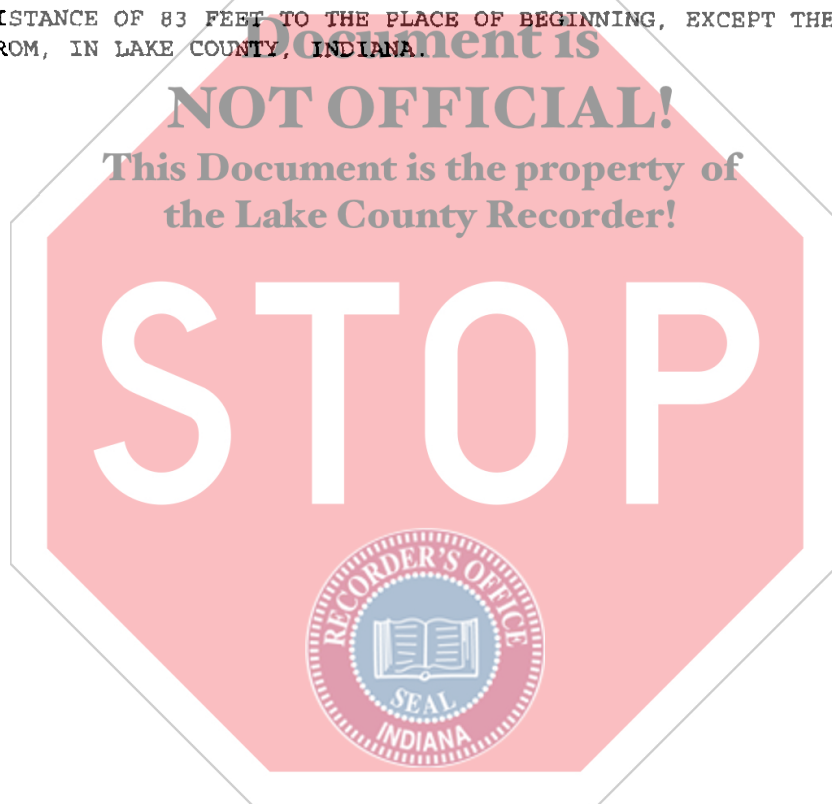 ISTANCE OF 83 FEET TO THE PLACE OF BEGINNING, EXCEPT THE
ROM, IN LAKE COUNTY, INDIANA.
Document is
NOT OFFICIAL!
This Document is the property of
the Lake County Recorder!
STOP
RECORDER'S OFFICE
SEAL
INDIANA